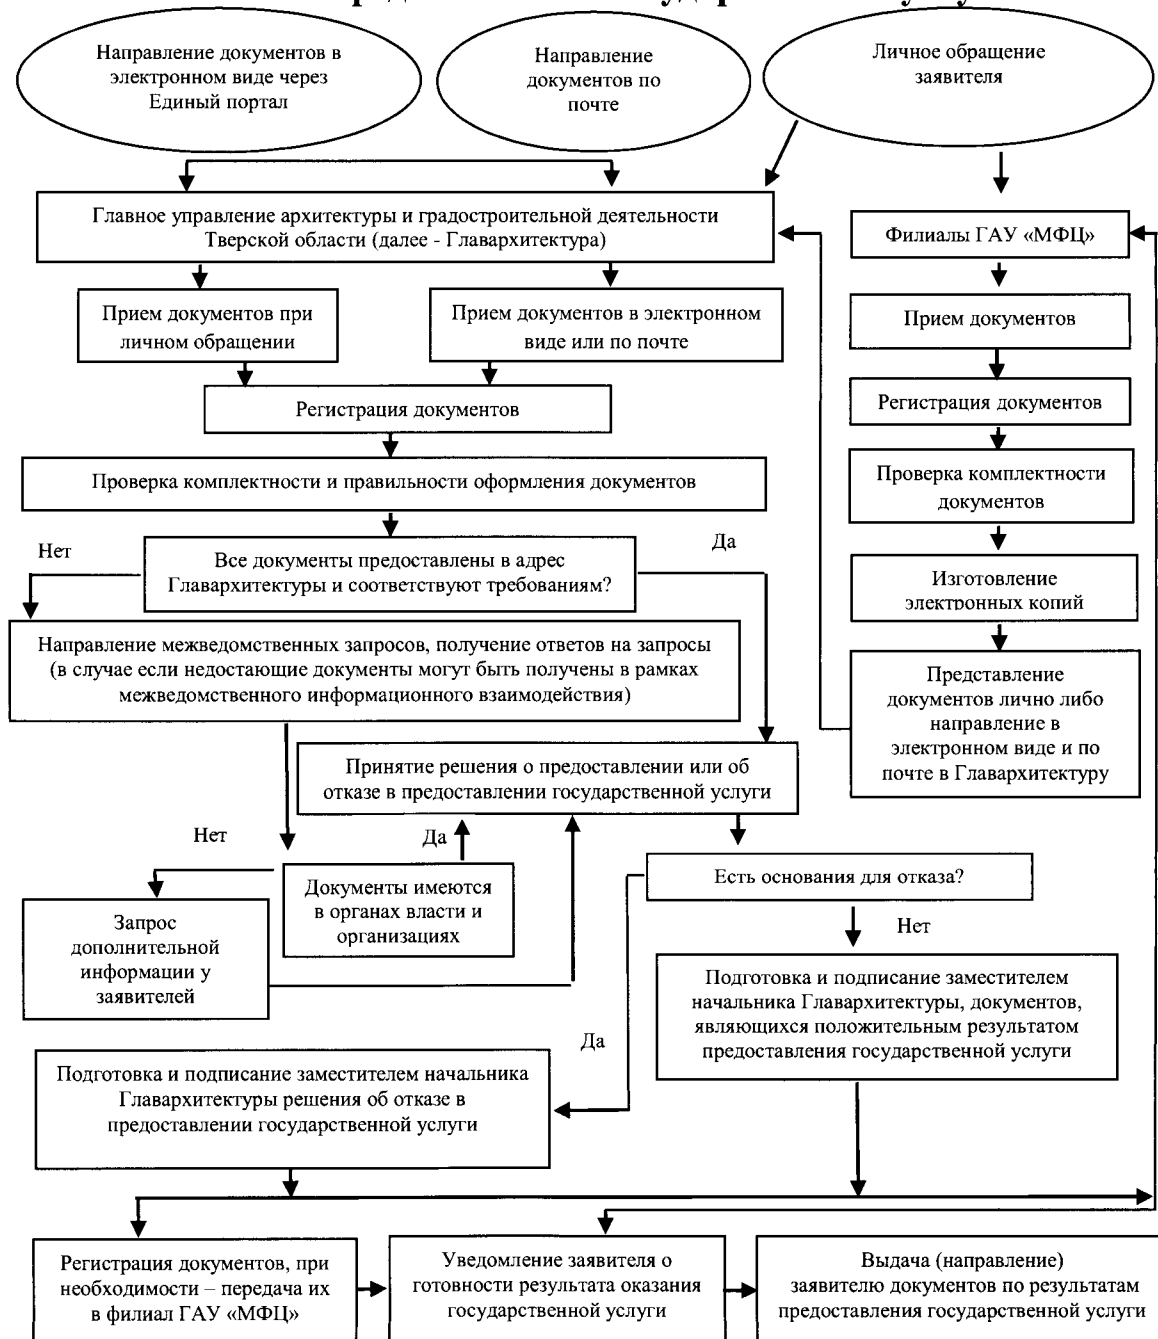 Направление документов в
электронном виде через
Единый портал
Направление
документов по
почте
Личное обращение
заявителя
Главное управление архитектуры и градостроительной деятельности
Тверской области (далее - Главархитектура)
Филиалы ГАУ «МФЦ»
Прием документов при
личном обращении
Прием документов в электронном
виде или по почте
Прием документов
Регистрация документов
Регистрация документов
Проверка комплектности и правильности оформления документов
Проверка комплектности
документов
Нет
Все документы предоставлены в адрес
Главархитектуры и соответствуют требованиям?
Да
Изготовление
электронных копий
Направление межведомственных запросов, получение ответов на запросы
(в случае если недостающие документы могут быть получены в рамках
межведомственного информационного взаимодействия)
Представление
документов лично либо
направление в
электронном виде и по
почте в Главархитектуру
Принятие решения о предоставлении или об
отказе в предоставлении государственной услуги
Нет
Да
Документы имеются
в органах власти и
организациях
Есть основания для отказа?
Запрос
дополнительной
информации у
заявителей
Нет
Подготовка и подписание заместителем
начальника Главархитектуры, документов,
являющихся положительным результатом
предоставления государственной услуги
Да
Подготовка и подписание заместителем начальника
Главархитектуры решения об отказе в
предоставлении государственной услуги
Регистрация документов, при
необходимости – передача их
в филиал ГАУ «МФЦ»
Уведомление заявителя о
готовности результата оказания
государственной услуги
Выдача (направление)
заявителю документов по результатам
предоставления государственной услуги